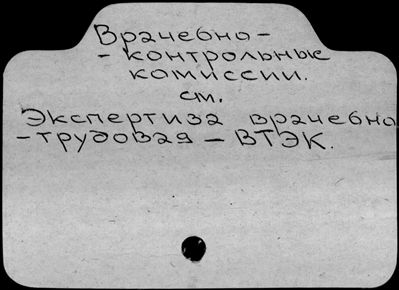 Врачебно-
- контрольные
комиссии.
см.
Экспертиза врачебно
-трудовая - ВТЭК.